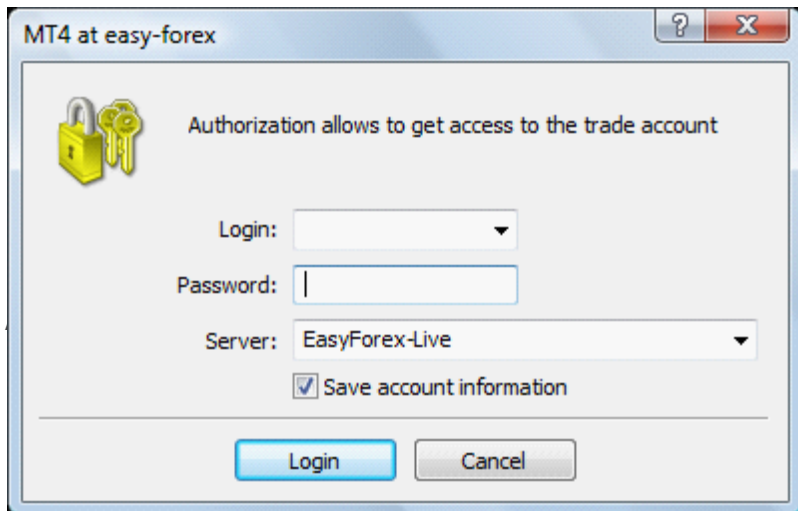 MT4 at easy-forex
?
Authorization allows to get access to the trade account
Login:
Password:
Server: EasyForex-Live
Save account information
Login Cancel